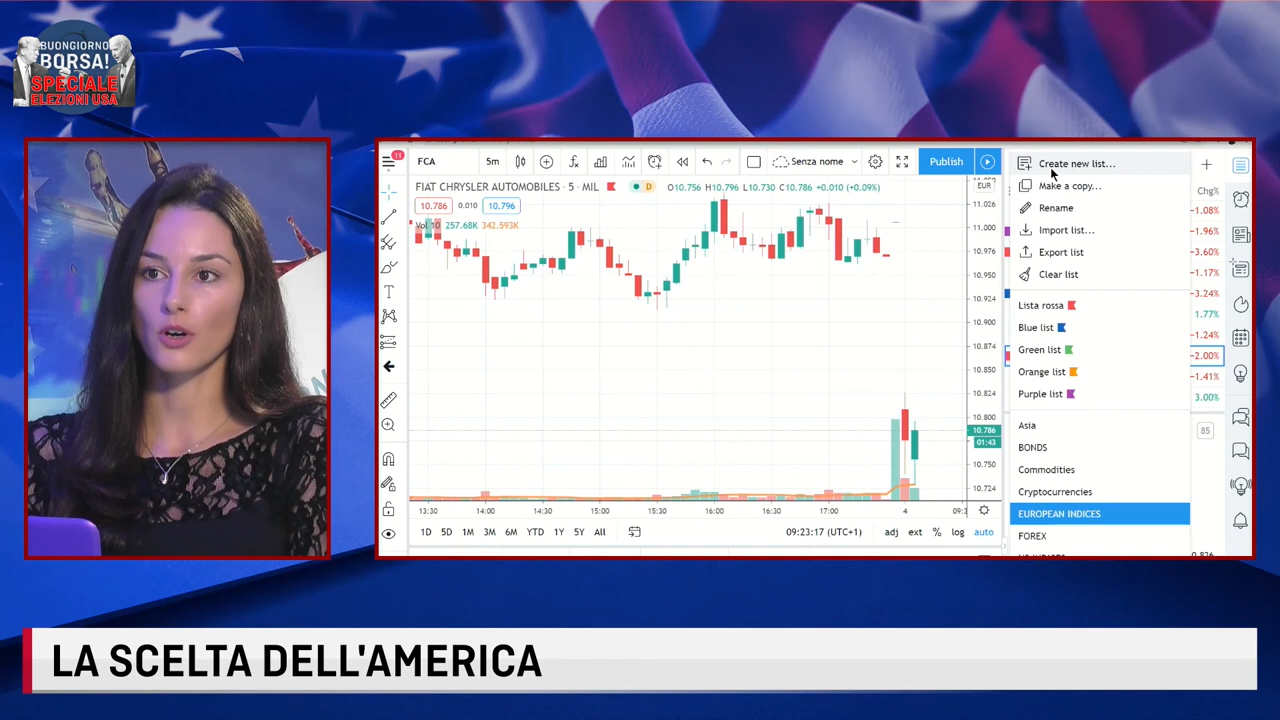 BUONGIORNO
BORSA!
SPECIALE
ELEZIONI USA
11
FCA
5m
Senza nome
Publish
FIAT CHRYSLER AUTOMOBILES · 5 · MIL
D
O10.756 H10.796 L10.730 C10.786 +0.010 (+0.09%)
EUR
10.786
0.010
10.796
Vol 10 257.68K 342.593K
11.026
11.000
10.976
10.950
10.924
10.900
10.874
10.850
10.824
10.800
10.786
01:43
10.750
10.724
13:30
14:00
14:30
15:00
15:30
16:00
16:30
17:00
4
09:3
1D
5D
1M
3M
6M
YTD
1Y
5Y
All
09:23:17 (UTC+1)
adj
ext
%
log
auto
Create new list...
Make a copy...
Rename
Import list...
Export list
Clear list
Lista rossa
Blue list
Green list
Orange list
Purple list
Asia
BONDS
Commodities
Cryptocurrencies
EUROPEAN INDICES
FOREX
Chg%
-1.08%
-1.96%
-3.60%
-1.17%
-3.24%
1.77%
-1.24%
-2.00%
-1.41%
3.00%
85
LA SCELTA DELL'AMERICA